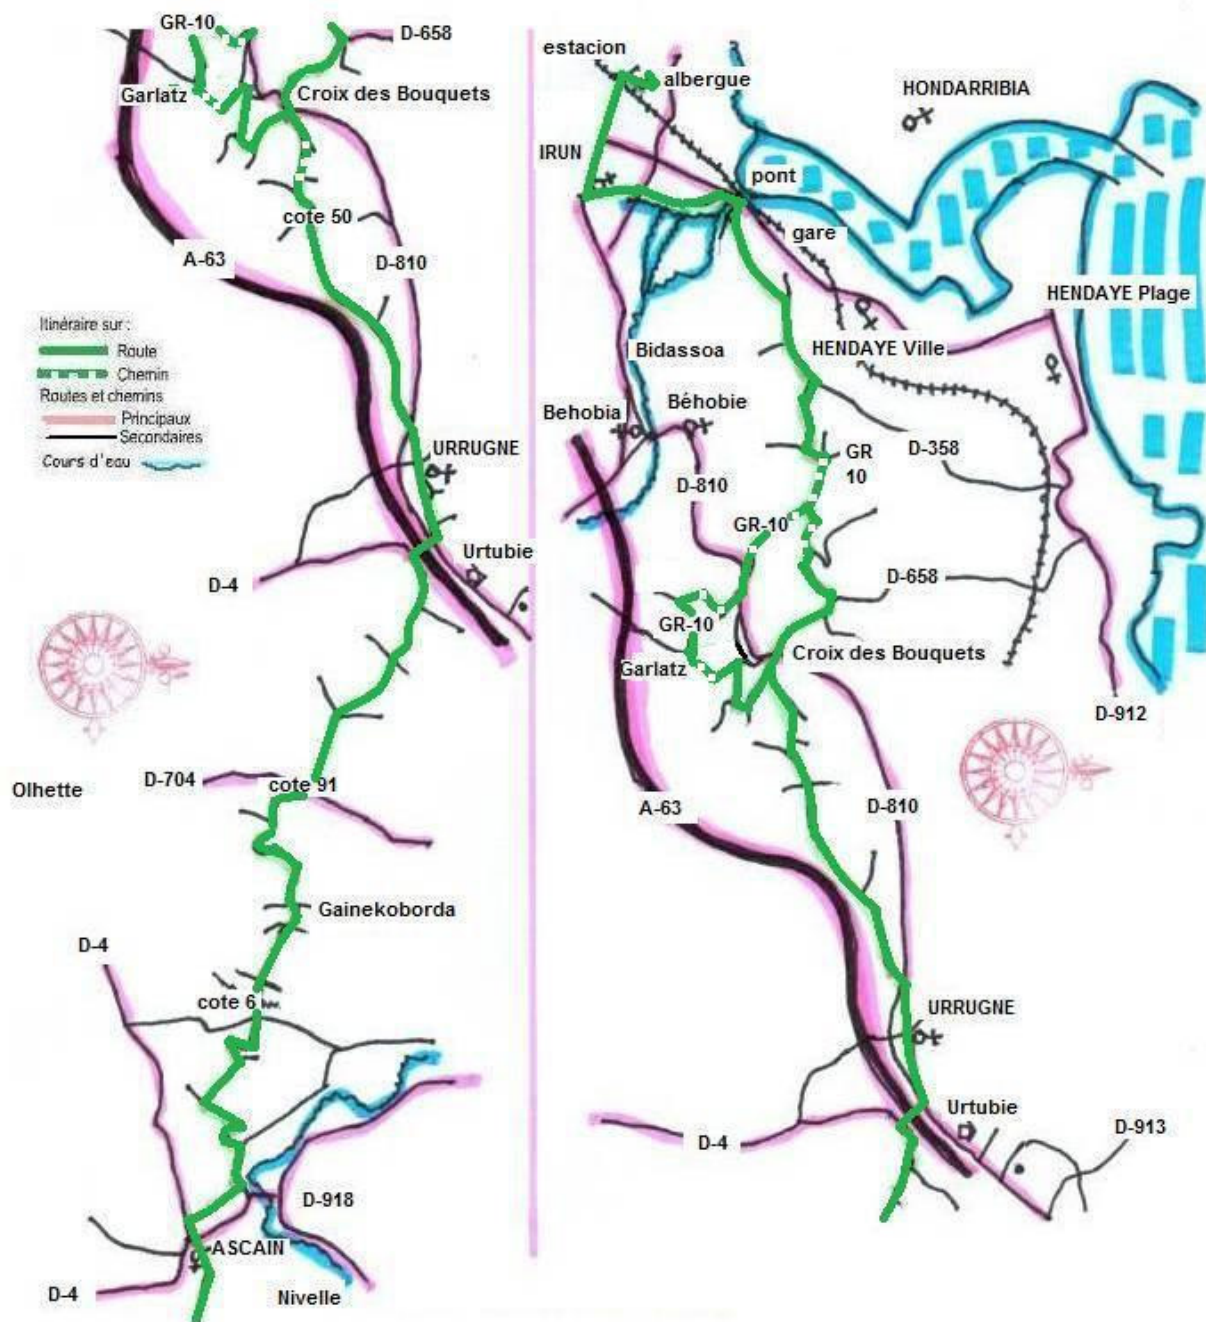 GR-10
D-658
Garlatz
Croix des Bouquets
cote 50
A-63
D-810
Itinéraire sur :
Route
Chemin
Routes et chemins
Principaux
Secondaires
Cours d'eau
URRUGNE
Urtubie
D-4
Olhette
D-704
cote 91
Gainekoborda
D-4
cote 6
D-918
ASCAIN
D-4
Nivelle
estacion
albergue
HONDARRIBIA
IRUN
pont
gare
HENDAYE Plage
Bidassoa
HENDAYE Ville
Behobia
Béhobie
D-358
GR
10
D-810
GR-10
D-658
GR-10
Croix des Bouquets
Garlatz
D-912
A-63
D-810
URRUGNE
Urtubie
D-913
D-4